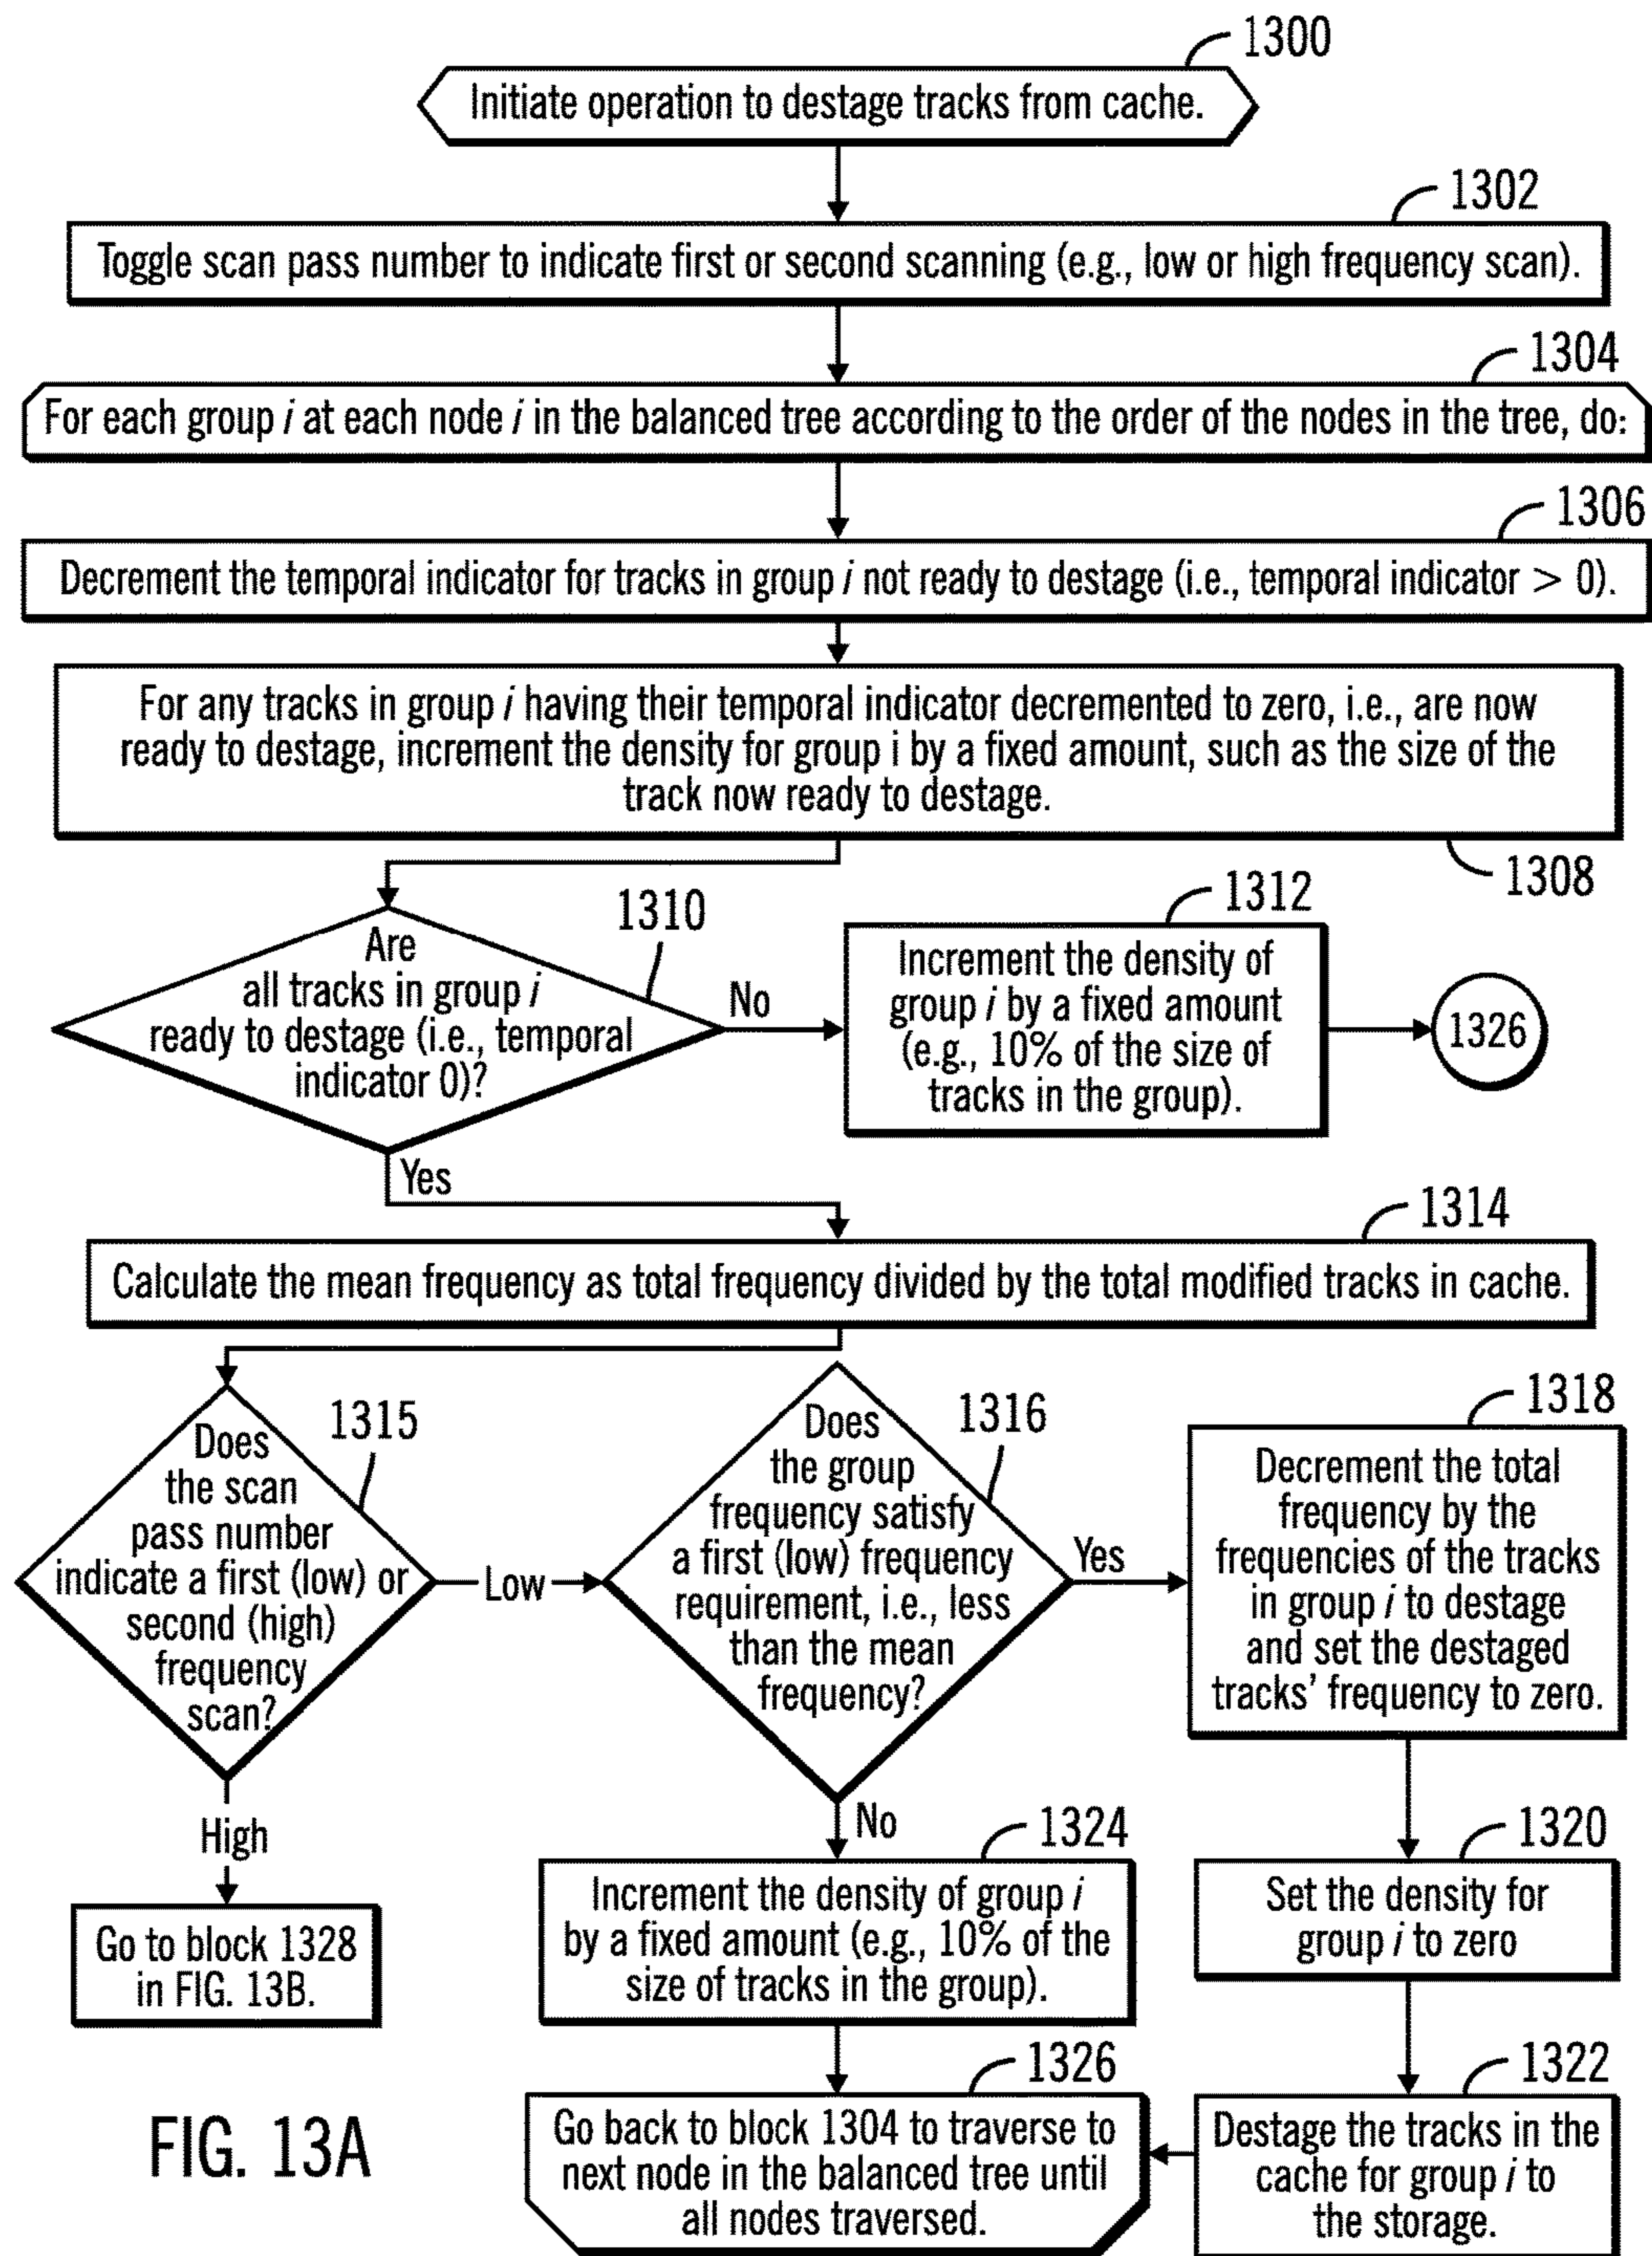 1300
Initiate operation to destage tracks from cache.
1302
Toggle scan pass number to indicate first or second scanning (e.g., low or high frequency scan).
1304
For each group i at each node i in the balanced tree according to the order of the nodes in the tree, do:
1306
Decrement the temporal indicator for tracks in group i not ready to destage (i.e., temporal indicator > 0).
For any tracks in group i having their temporal indicator decremented to zero, i.e., are now
ready to destage, increment the density for group i by a fixed amount, such as the size of the
track now ready to destage.
1308
1310
Are
all tracks in group i
ready to destage (i.e., temporal
indicator 0)?
No
1312
Increment the density of
group i by a fixed amount
(e.g., 10% of the size of
tracks in the group).
1326
Yes
1314
Calculate the mean frequency as total frequency divided by the total modified tracks in cache.
1315
Does
the scan
pass number
indicate a first (low) or
second (high)
frequency
scan?
Low
High
Go to block 1328
in FIG. 13B.
1316
Does
the group
frequency satisfy
a first (low) frequency
requirement, i.e., less
than the mean
frequency?
Yes
No
1318
Decrement the total
frequency by the
frequencies of the tracks
in group i to destage
and set the destaged
tracks' frequency to zero.
1320
Set the density for
group i to zero
1324
Increment the density of group i
by a fixed amount (e.g., 10% of the
size of tracks in the group).
1322
Destage the tracks in the
cache for group i to
the storage.
1326
Go back to block 1304 to traverse to
next node in the balanced tree until
all nodes traversed.
FIG. 13A